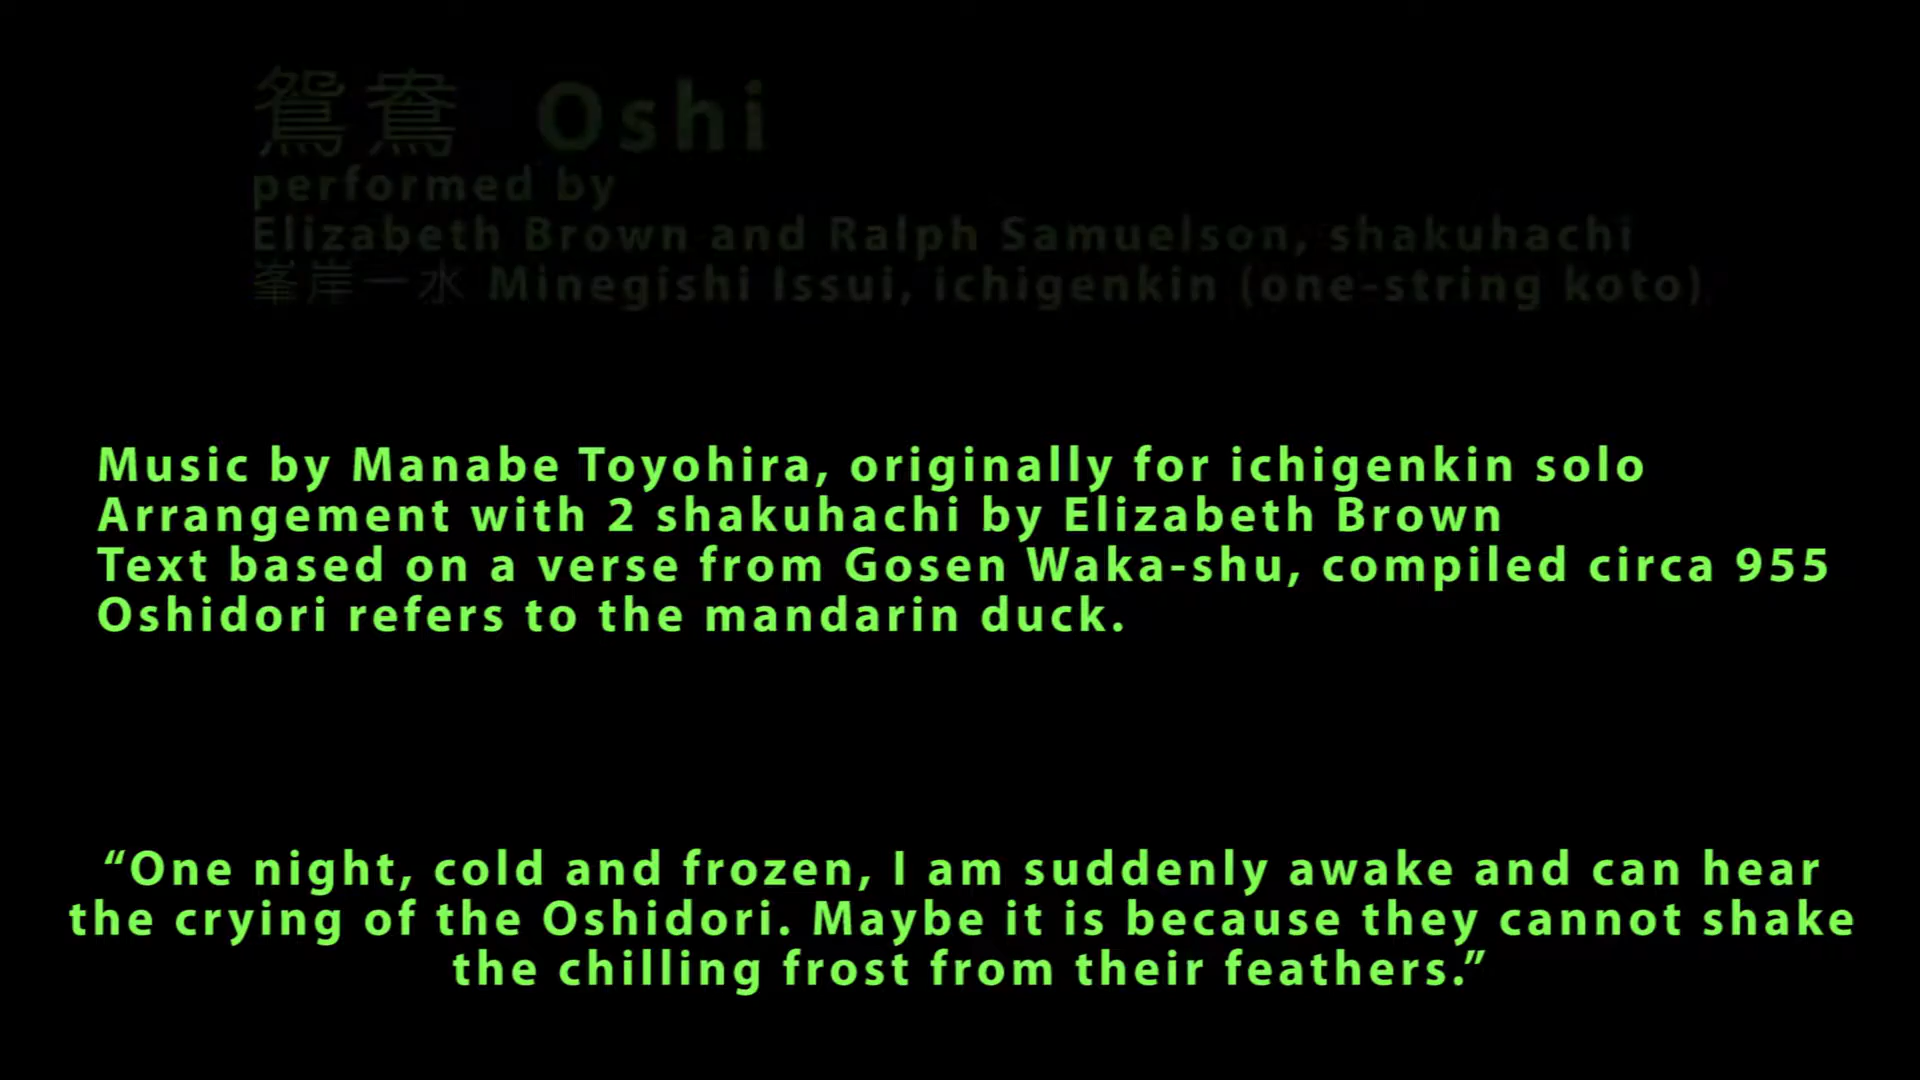 鴛鴦 Oshi
performed by
Elizabeth Brown and Ralph Samuelson, shakuhachi
峯岸一水 Minegishi Issui, ichigenkin (one-string koto)
Music by Manabe Toyohira, originally for ichigenkin solo
Arrangement with 2 shakuhachi by Elizabeth Brown
Text based on a verse from Gosen Waka-shu, compiled circa 955
Oshidori refers to the mandarin duck.
“One night, cold and frozen, I am suddenly awake and can hear
the crying of the Oshidori. Maybe it is because they cannot shake
the chilling frost from their feathers.”